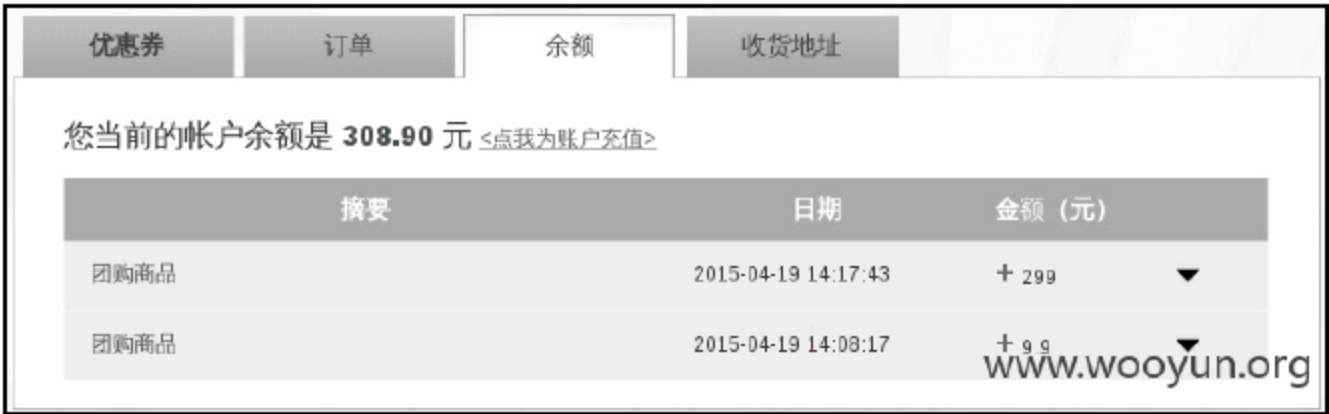 优惠券 订单 余额 收货地址
您当前的帐户余额是 308.90 元 <点我为账户充值>
摘要 日期 金额（元）
团购商品 2015-04-19 14:17:43 + 299
团购商品 2015-04-19 14:08:17 + 9.9
www.wooyun.org